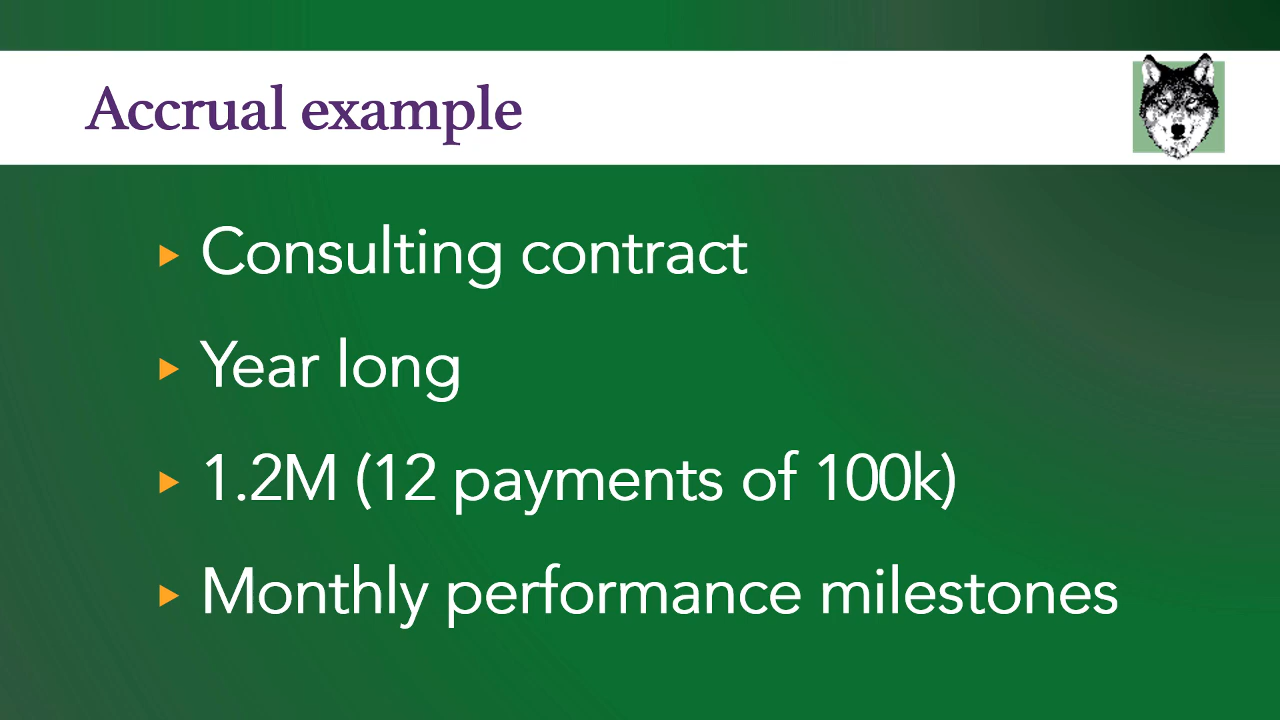 Accrual example
Consulting contract
Year long
1.2M (12 payments of 100k)
Monthly performance milestones